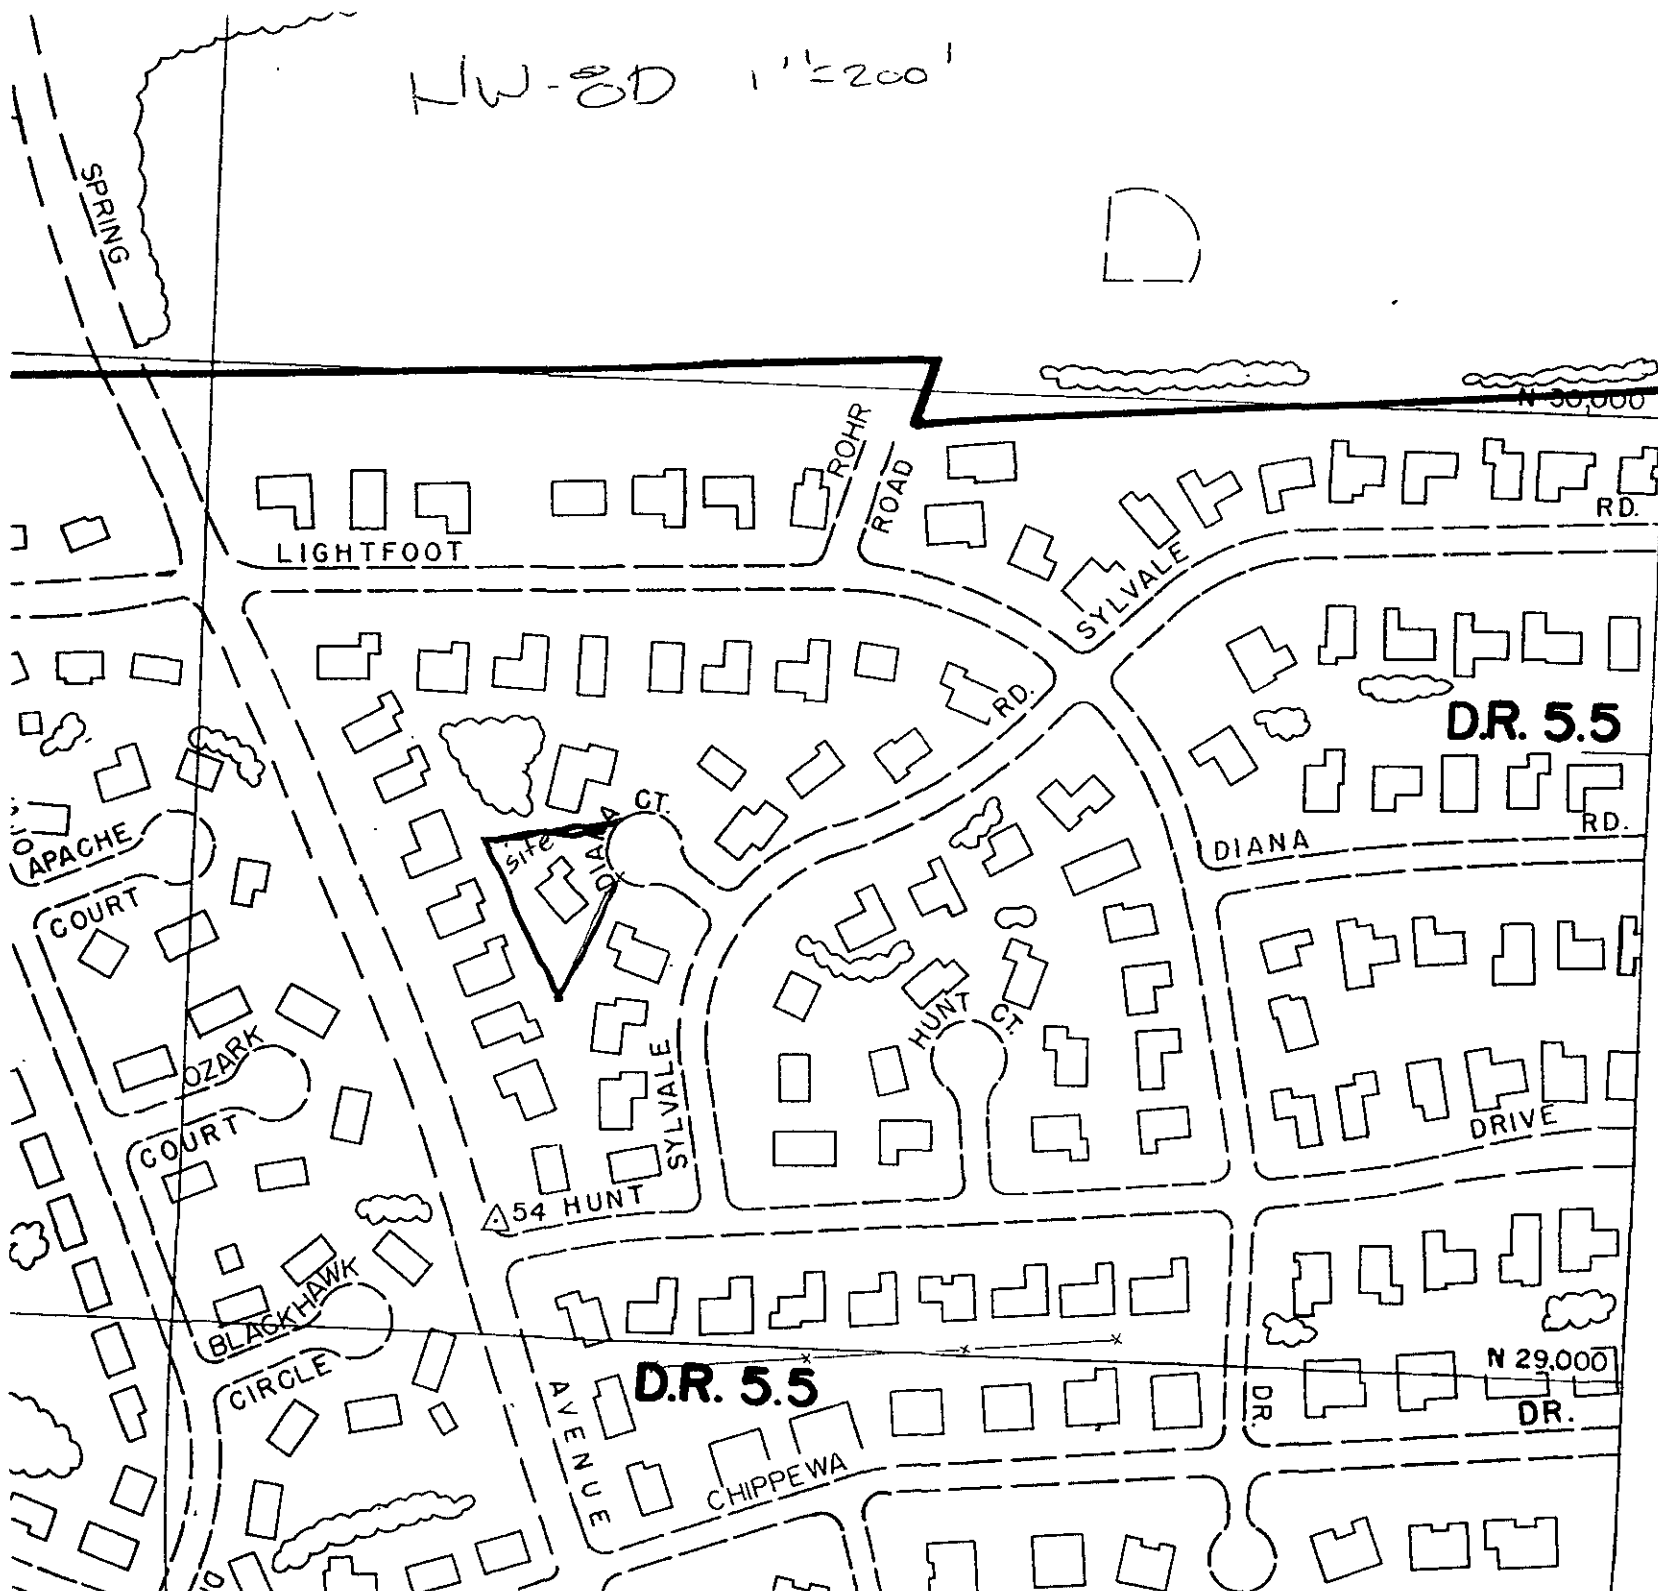 NW-8D 1"=200'
SPRING
N 30,000
ROHR
ROAD
RD.
LIGHTFOOT
SYLVALE
RD.
D.R. 5.5
CT.
DIANA
site
APACHE
COURT
DIANA
RD.
HUNT
CT.
OZARK
COURT
SYLVALE
DRIVE
54 HUNT
BLACKHAWK
CIRCLE
D.R. 5.5
N 29,000
AVENUE
DR.
DR.
CHIPPEWA